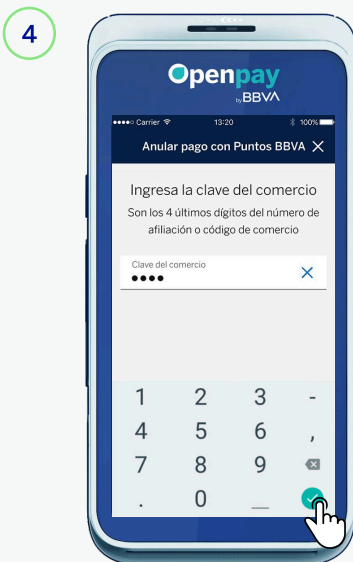 4
Openpay
by BBVA
Carrier 13:20 100%
Anular pago con Puntos BBVA ×
Ingresa la clave del comercio
Son los 4 últimos dígitos del número de
afiliación o código de comercio
Clave del comercio
●●●● ×
1 2 3 -
4 5 6 ,
7 8 9
. 0 _